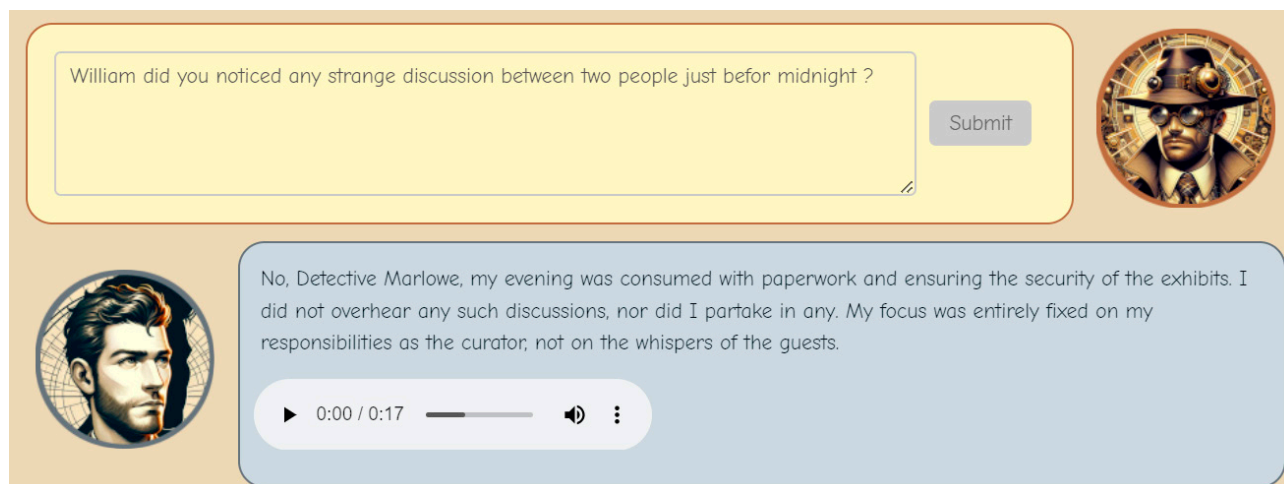 William did you noticed any strange discussion between two people just befor midnight ?
Submit
No, Detective Marlowe, my evening was consumed with paperwork and ensuring the security of the exhibits. I
did not overhear any such discussions, nor did I partake in any. My focus was entirely fixed on my
responsibilities as the curator, not on the whispers of the guests.
0:00 / 0:17